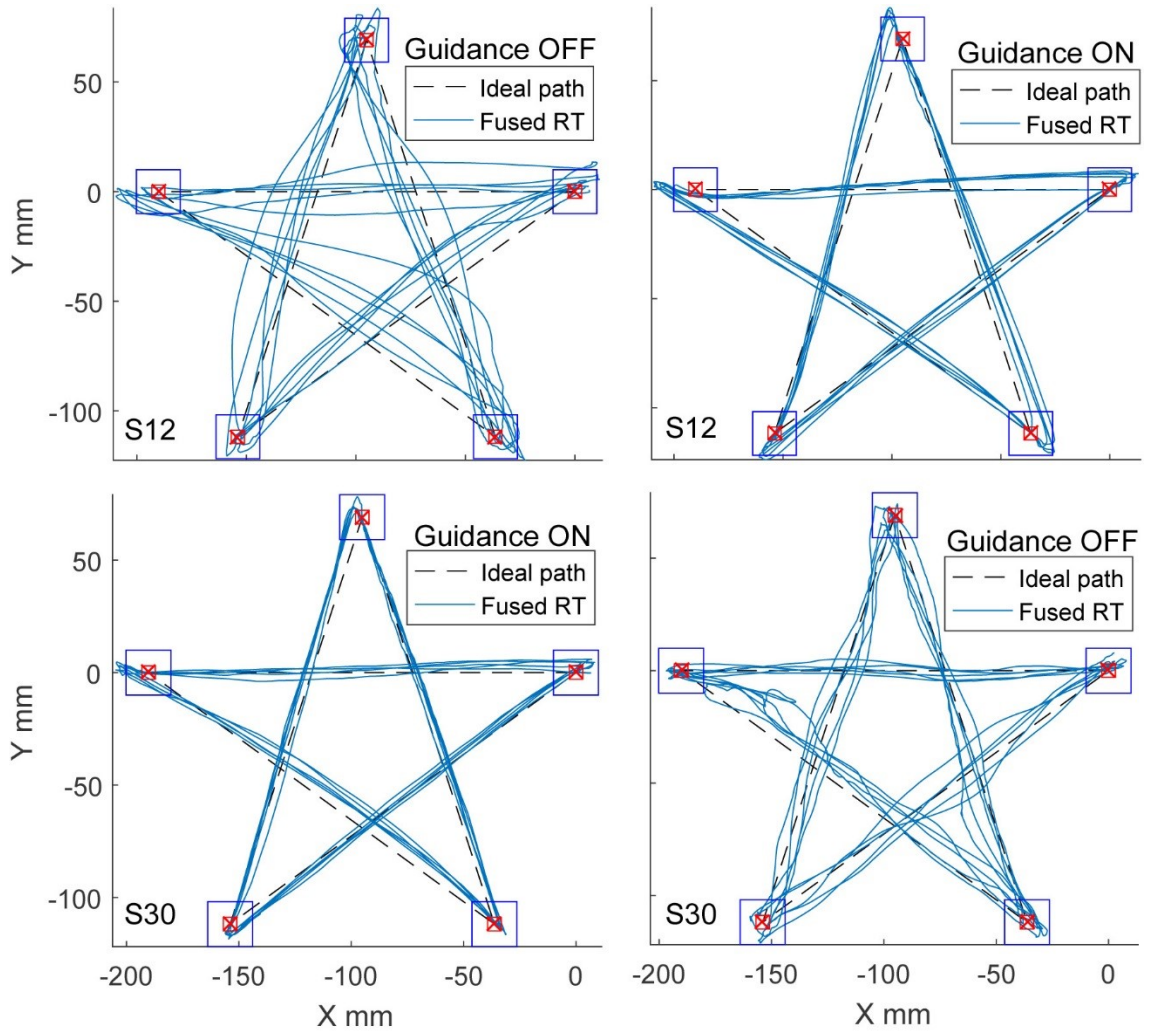 Guidance OFF
Ideal path
Fused RT
50
0
-50
-100
Y mm
S12
Guidance ON
Ideal path
Fused RT
S12
Guidance ON
Ideal path
Fused RT
50
0
-50
-100
Y mm
S30
-200
-150
-100
-50
0
X mm
Guidance OFF
Ideal path
Fused RT
S30
-200
-150
-100
-50
0
X mm